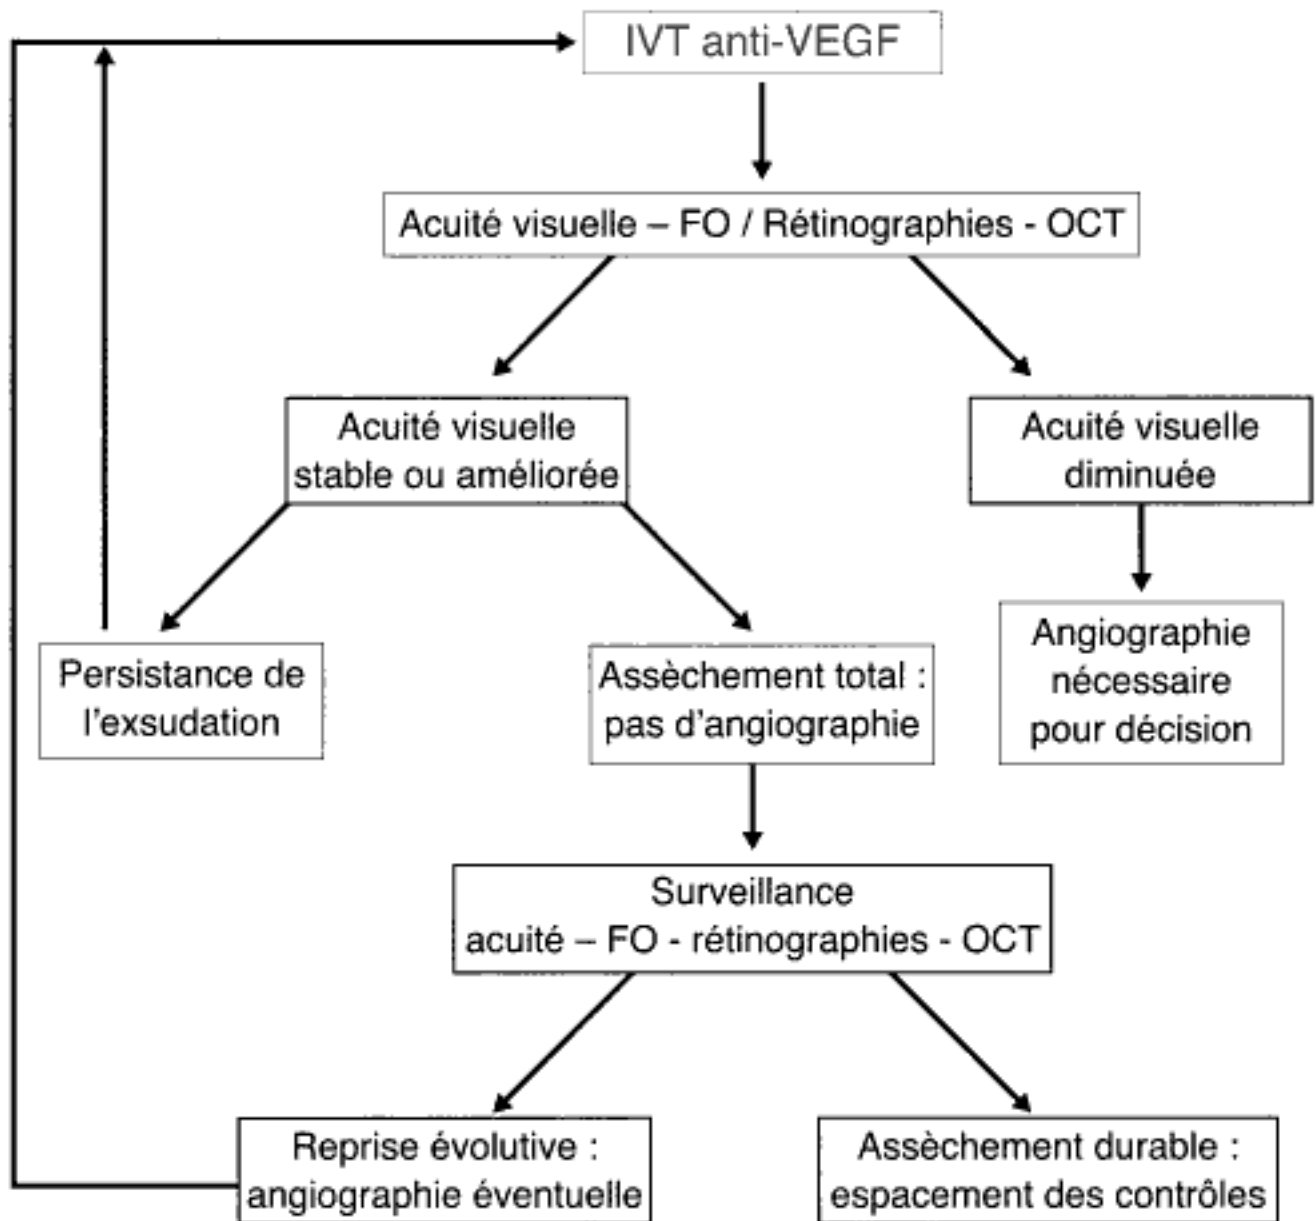 IVT anti-VEGF
Acuité visuelle – FO / Rétinographies - OCT
Acuité visuelle
stable ou améliorée
Acuité visuelle
diminuée
Persistance de
l'exsudation
Assèchement total :
pas d'angiographie
Angiographie
nécessaire
pour décision
Surveillance
acuité – FO - rétinographies - OCT
Reprise évolutive :
angiographie éventuelle
Assèchement durable :
espacement des contrôles